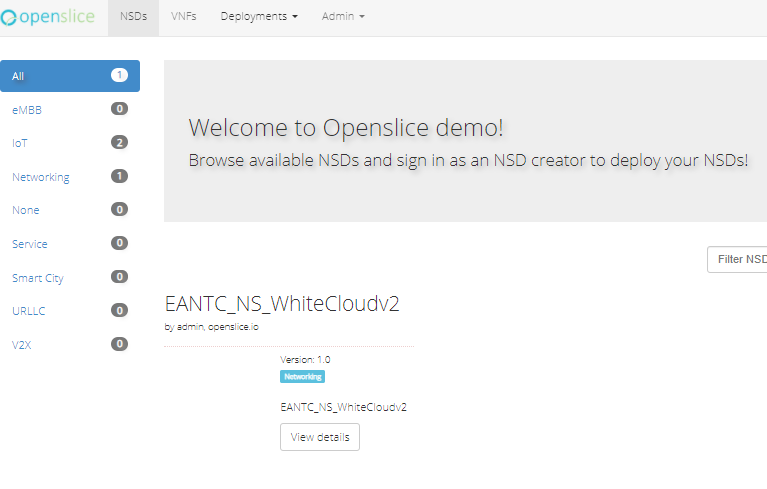 openslice NSDs VNFs Deployments Admin
All 1
eMBB 0
IoT 2
Networking 1
None 0
Service 0
Smart City 0
URLLC 0
V2X 0
Welcome to Openslice demo!
Browse available NSDs and sign in as an NSD creator to deploy your NSDs!
Filter NSD
EANTC_NS_WhiteCloudv2
by admin, openslice.io
Version: 1.0
Networking
EANTC_NS_WhiteCloudv2
View details